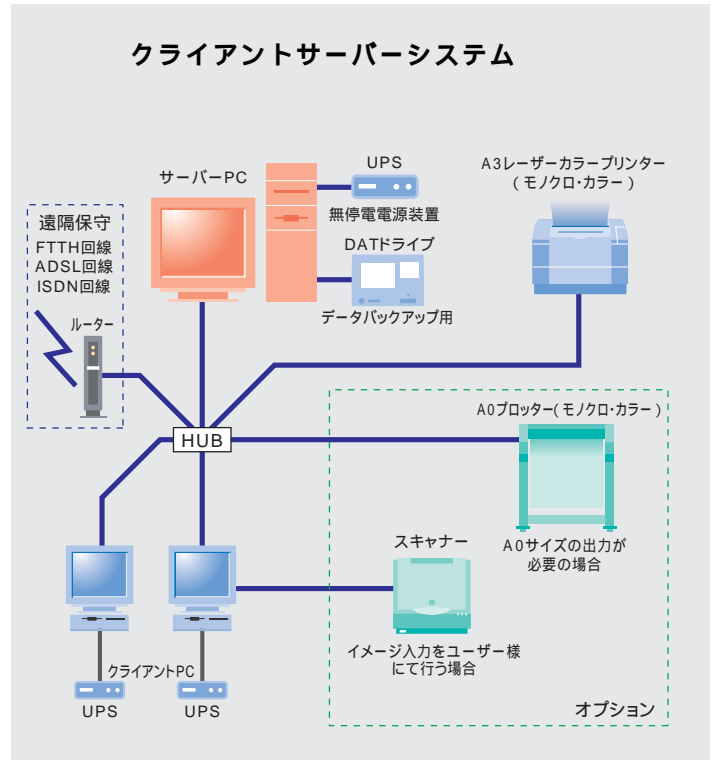 クライアントサーバーシステム
サーバーPC
UPS
無停電電源装置
DATドライブ
データバックアップ用
A3レーザーカラープリンター
(モノクロ・カラー)
遠隔保守
FTTH回線
ADSL回線
ISDN回線
ルーター
HUB
A0プロッター(モノクロ・カラー)
A0サイズの出力が
必要の場合
スキャナー
イメージ入力をユーザー様
にて行う場合
クライアントPC
UPS
UPS
オプション